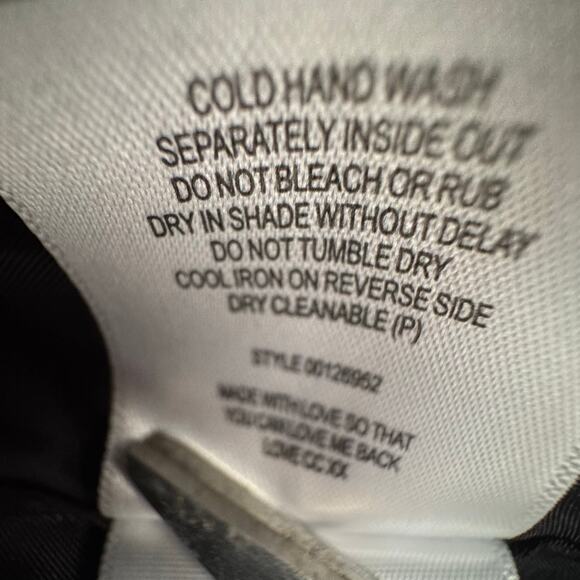 COLD HAND WASH
SEPARATELY INSIDE OUT
DO NOT BLEACH OR RUB
DRY IN SHADE WITHOUT DELAY
DO NOT TUMBLE DRY
COOL IRON ON REVERSE SIDE
DRY CLEANABLE (P)
STYLE 00126952
MADE WITH LOVE SO THAT
YOU CAN LOVE ME BACK
LOVE CC XX